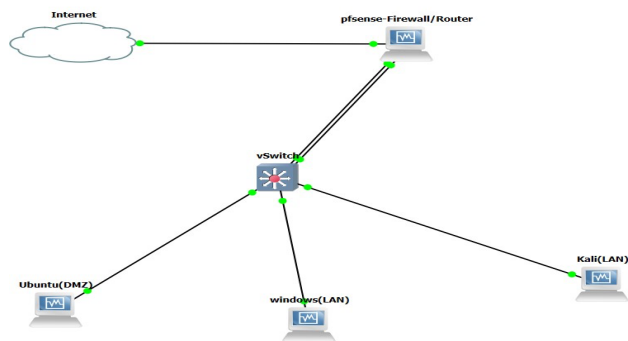 Internet
pfsense-Firewall/Router
vSwitch
Kali(LAN)
Ubuntu(DMZ)
windows(LAN)